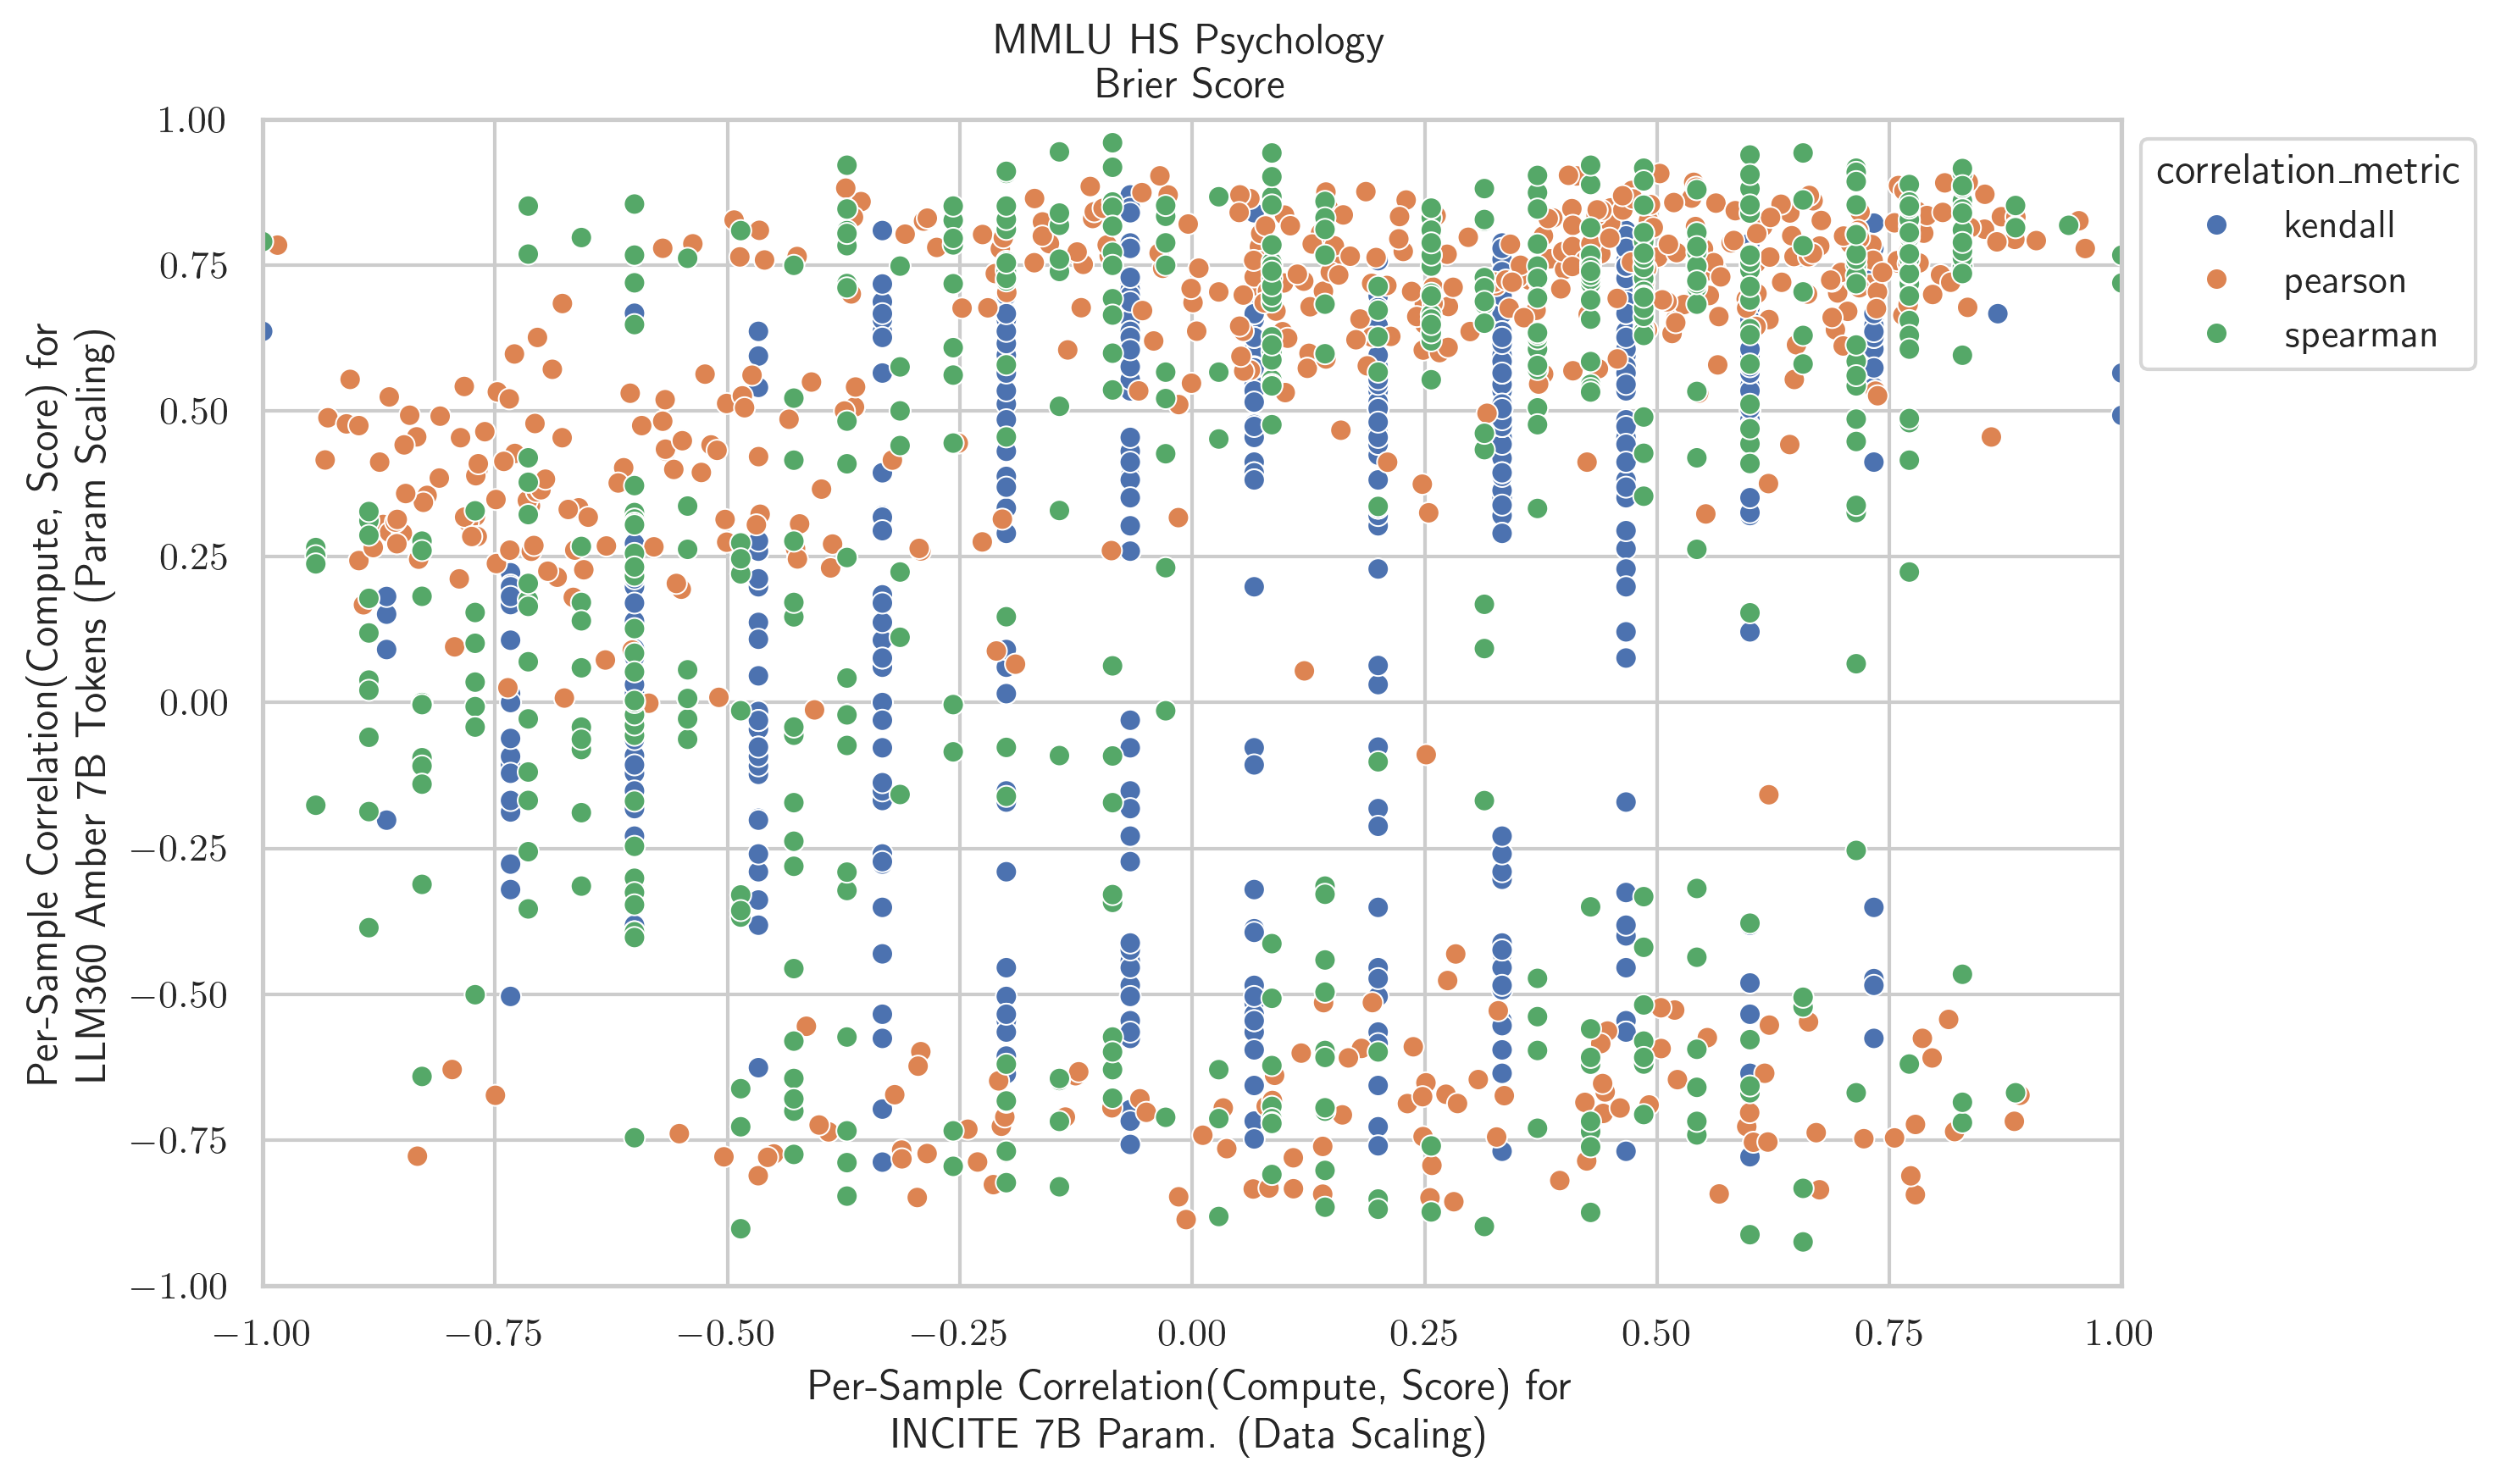 MMLU HS Psychology
Brier Score
Per-Sample Correlation(Compute, Score) for
LLM360 Amber 7B Tokens (Param Scaling)
1.00
0.75
0.50
0.25
0.00
−0.25
−0.50
−0.75
−1.00
−1.00 −0.75 −0.50 −0.25 0.00 0.25 0.50 0.75 1.00
Per-Sample Correlation(Compute, Score) for
INCITE 7B Param. (Data Scaling)
correlation_metric
kendall
pearson
spearman